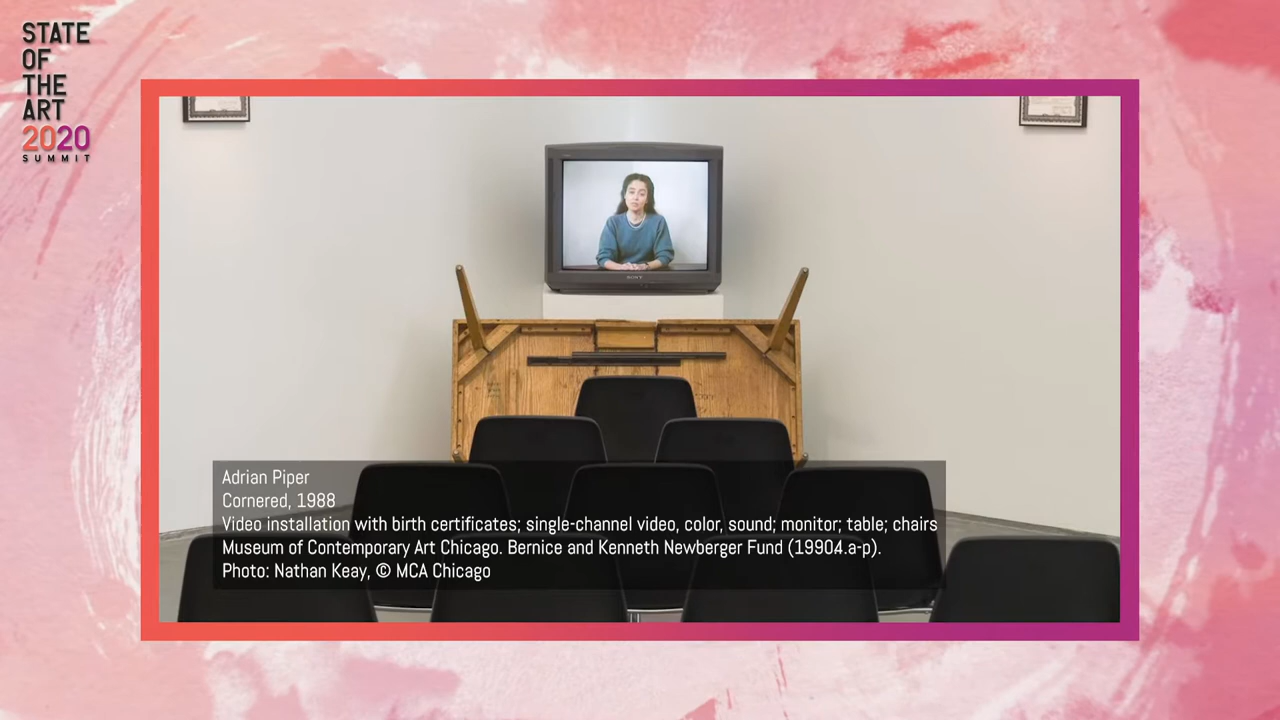 STATE
OF
THE
ART
2020
SUMMIT
SONY
Adrian Piper
Cornered, 1988
Video installation with birth certificates; single-channel video, color, sound; monitor; table; chairs
Museum of Contemporary Art Chicago. Bernice and Kenneth Newberger Fund (19904.a-p).
Photo: Nathan Keay, © MCA Chicago